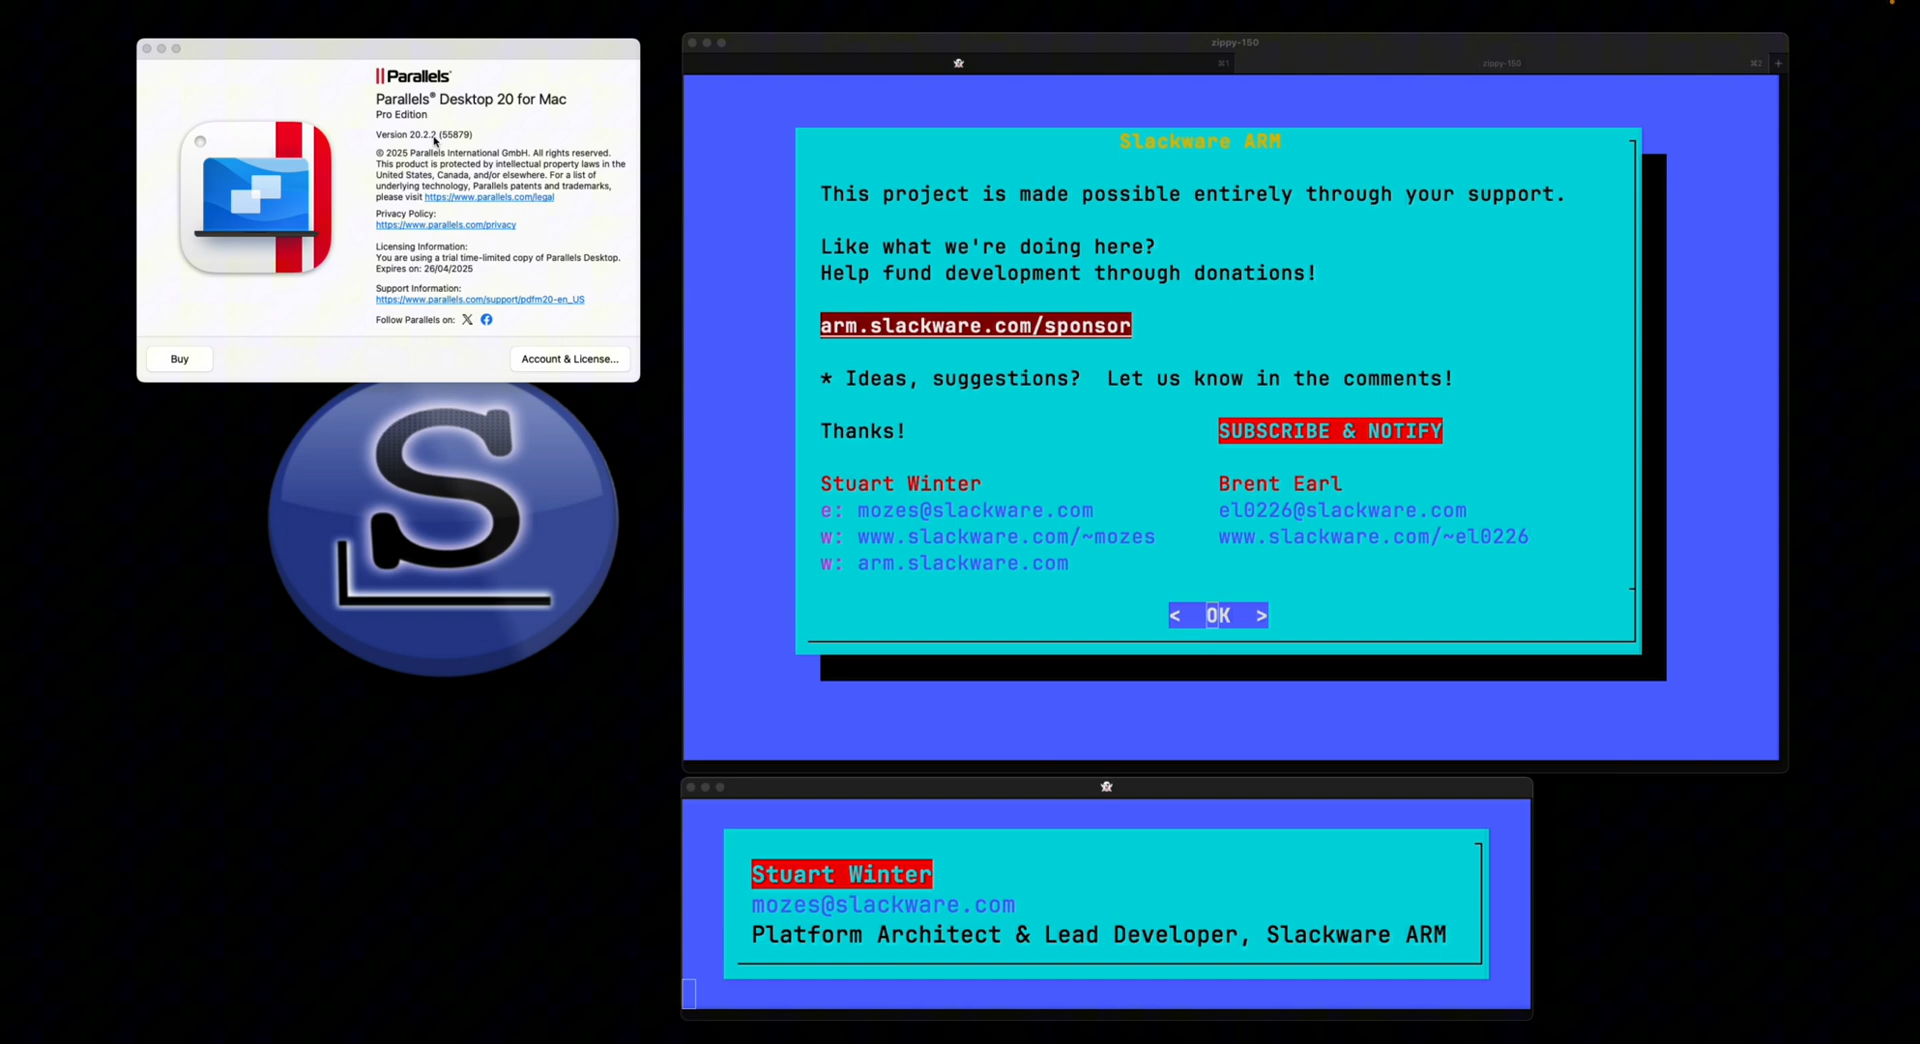 Parallels®
Parallels® Desktop 20 for Mac
Pro Edition
Version 20.2.2 (55879)
© 2025 Parallels International GmbH. All rights reserved.
This product is protected by intellectual property laws in the
United States, Canada, and/or elsewhere. For a list of
underlying technology, Parallels patents and trademarks,
please visit https://www.parallels.com/legal
Privacy Policy:
https://www.parallels.com/privacy
Licensing Information:
You are using a trial time-limited copy of Parallels Desktop.
Expires on: 26/04/2025
Support Information:
https://www.parallels.com/support/pdfm20-en_US
Follow Parallels on:
Buy
Account & License...
S
zippy-150
⌘1
zippy-150
⌘2 +
Slackware ARM
This project is made possible entirely through your support.
Like what we're doing here?
Help fund development through donations!
arm.slackware.com/sponsor
* Ideas, suggestions? Let us know in the comments!
Thanks! SUBSCRIBE & NOTIFY
Stuart Winter Brent Earl
e: mozes@slackware.com el0226@slackware.com
w: www.slackware.com/~mozes www.slackware.com/~el0226
w: arm.slackware.com
< OK >
Stuart Winter
mozes@slackware.com
Platform Architect & Lead Developer, Slackware ARM